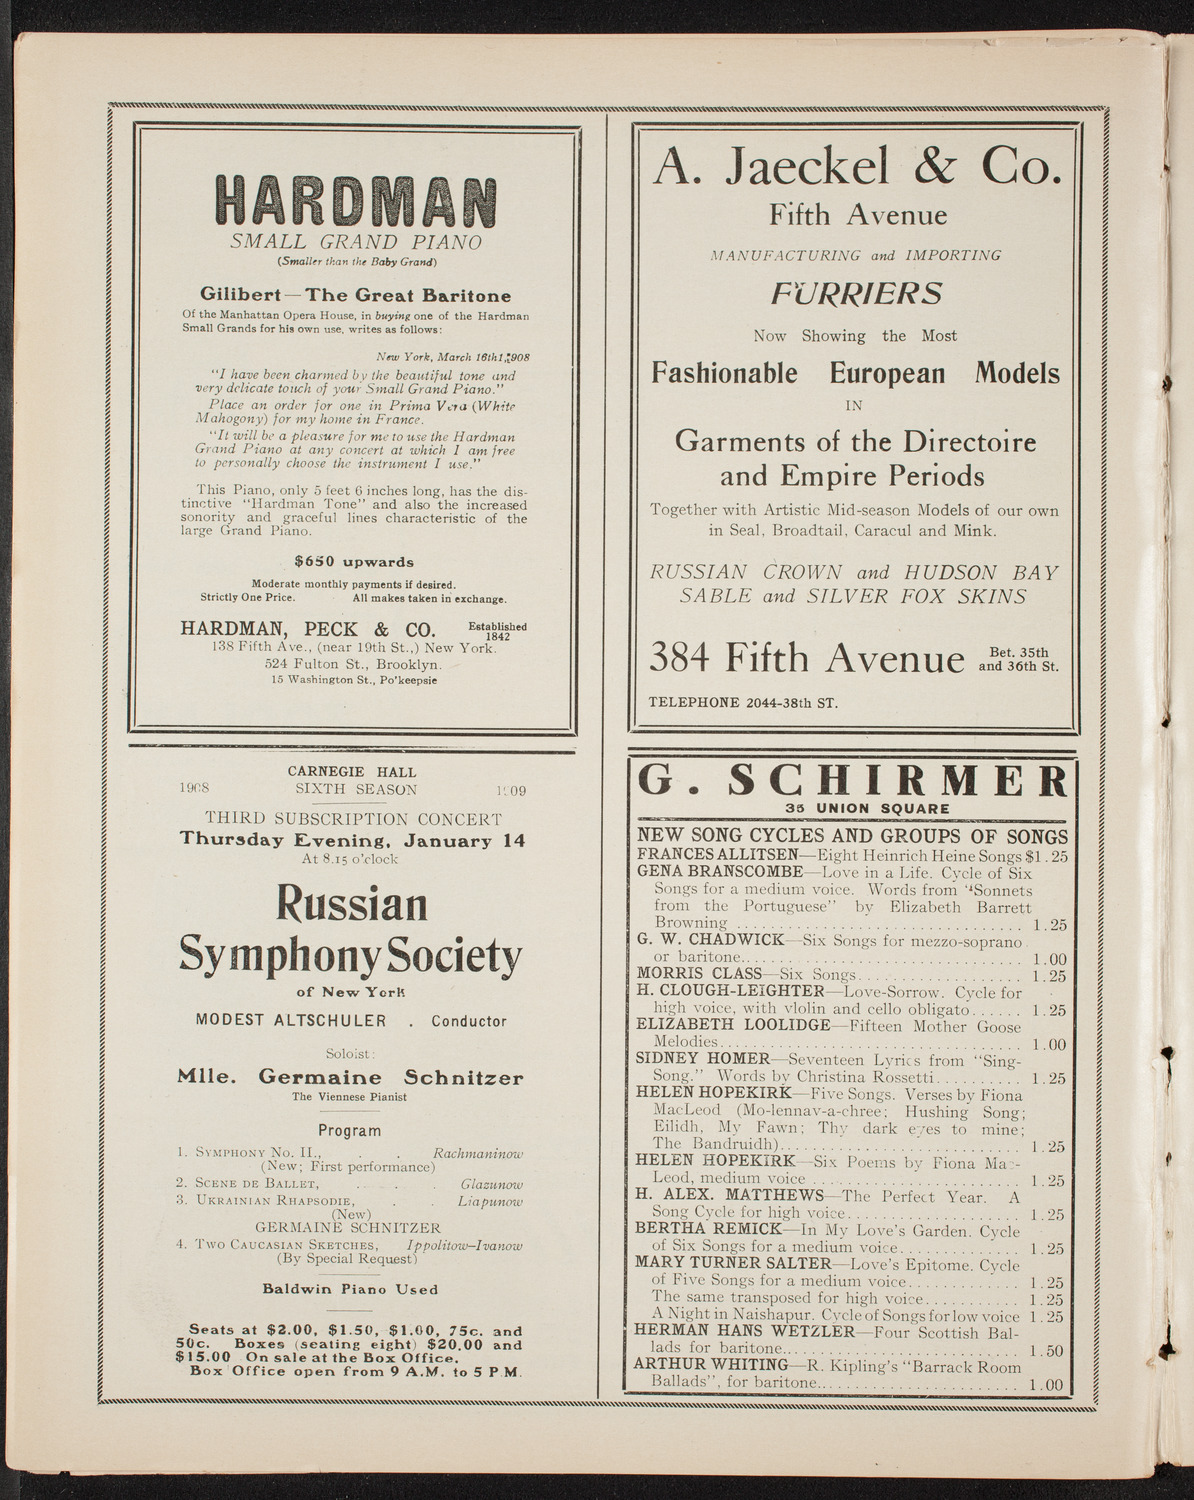 HARDMAN
SMALL GRAND PIANO
(Smaller than the Baby Grand)
Gilibert—The Great Baritone
Of the Manhattan Opera House, in buying one of the Hardman
Small Grands for his own use, writes as follows:
New York, March 16th1,1908
"I have been charmed by the beautiful tone and
very delicate touch of your Small Grand Piano."
Place an order for one in Prima Vera (White
Mahogony) for my home in France.
"It will be a pleasure for me to use the Hardman
Grand Piano at any concert at which I am free
to personally choose the instrument I use."
This Piano, only 5 feet 6 inches long, has the dis-
tinctive "Hardman Tone" and also the increased
sonority and graceful lines characteristic of the
large Grand Piano.
$650 upwards
Moderate monthly payments if desired.
Strictly One Price. All makes taken in exchange.
HARDMAN, PECK & CO. Established
1842
138 Fifth Ave., (near 19th St.,) New York.
524 Fulton St., Brooklyn.
15 Washington St., Po'keepsie
CARNEGIE HALL
1908 SIXTH SEASON 1909
THIRD SUBSCRIPTION CONCERT
Thursday Evening, January 14
At 8.15 o'clock
Russian
Symphony Society
of New York
MODEST ALTSCHULER . Conductor
Soloist:
Mlle. Germaine Schnitzer
The Viennese Pianist
Program
1. SYMPHONY No. II., . . Rachmaninow
(New; First performance)
2. SCENE DE BALLET, . . . Glazunow
3. UKRAINIAN RHAPSODIE, . . Liapunow
(New)
GERMAINE SCHNITZER
4. TWO CAUCASIAN SKETCHES, Ippolitow-Ivanow
(By Special Request)
Baldwin Piano Used
Seats at $2.00, $1.50, $1.00, 75c. and
50c. Boxes (seating eight) $20.00 and
$15.00 On sale at the Box Office.
Box Office open from 9 A.M. to 5 P.M.
A. Jaeckel & Co.
Fifth Avenue
MANUFACTURING and IMPORTING
FURRIERS
Now Showing the Most
Fashionable European Models
IN
Garments of the Directoire
and Empire Periods
Together with Artistic Mid-season Models of our own
in Seal, Broadtail, Caracul and Mink.
RUSSIAN CROWN and HUDSON BAY
SABLE and SILVER FOX SKINS
384 Fifth Avenue Bet. 35th
and 36th St.
TELEPHONE 2044-38th ST.
G. SCHIRMER
35 UNION SQUARE
NEW SONG CYCLES AND GROUPS OF SONGS
FRANCES ALLITSEN—Eight Heinrich Heine Songs $1.25
GENA BRANSCOMBE—Love in a Life. Cycle of Six
Songs for a medium voice. Words from "Sonnets
from the Portuguese" by Elizabeth Barrett
Browning ........ 1.25
G. W. CHADWICK—Six Songs for mezzo-soprano
or baritone........ 1.00
MORRIS CLASS—Six Songs........ 1.25
H. CLOUGH-LEIGHTER—Love-Sorrow. Cycle for
high voice, with violin and cello obligato...... 1.25
ELIZABETH LOOLIDGE—Fifteen Mother Goose
Melodies........ 1.00
SIDNEY HOMER—Seventeen Lyrics from "Sing-
Song." Words by Christina Rossetti........ 1.25
HELEN HOPEKIRK—Five Songs. Verses by Fiona
MacLeod (Mo-lennav-a-chree; Hushing Song;
Eilidh, My Fawn; Thy dark eyes to mine;
The Bandruidh)........ 1.25
HELEN HOPEKIRK—Six Poems by Fiona Mac-
Leod, medium voice ........ 1.25
H. ALEX. MATTHEWS—The Perfect Year. A
Song Cycle for high voice........ 1.25
BERTHA REMICK—In My Love's Garden. Cycle
of Six Songs for a medium voice........ 1.25
MARY TURNER SALTER—Love's Epitome. Cycle
of Five Songs for a medium voice........ 1.25
The same transposed for high voice........ 1.25
A Night in Naishapur. Cycle of Songs for low voice 1.25
HERMAN HANS WETZLER—Four Scottish Bal-
lads for baritone........ 1.50
ARTHUR WHITING—R. Kipling's "Barrack Room
Ballads", for baritone........ 1.00